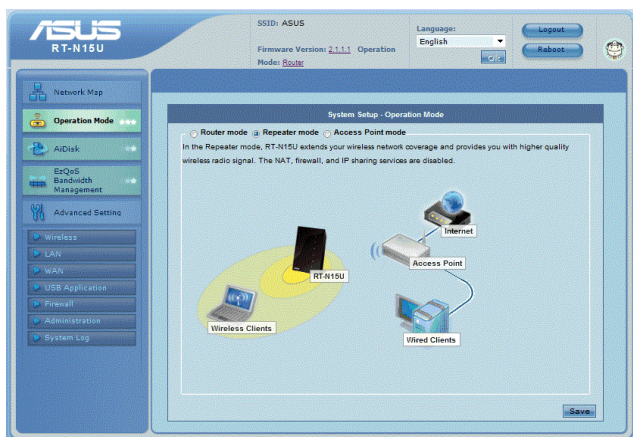 ASUS
RT-N15U
SSID: ASUS
Firmware Version: 2.1.1.1 Operation
Mode: Router
Language:
English
Logout
Reboot
Network Map
Operation Mode
AiDisk
EzQoS
Bandwidth
Management
Advanced Setting
Wireless
LAN
WAN
USB Application
Firewall
Administration
System Log
System Setup - Operation Mode
Router mode Repeater mode Access Point mode
In the Repeater mode, RT-N15U extends your wireless network coverage and provides you with higher quality
wireless radio signal. The NAT, firewall, and IP sharing services are disabled.
Internet
Access Point
RT-N15U
Wireless Clients
Wired Clients
Save